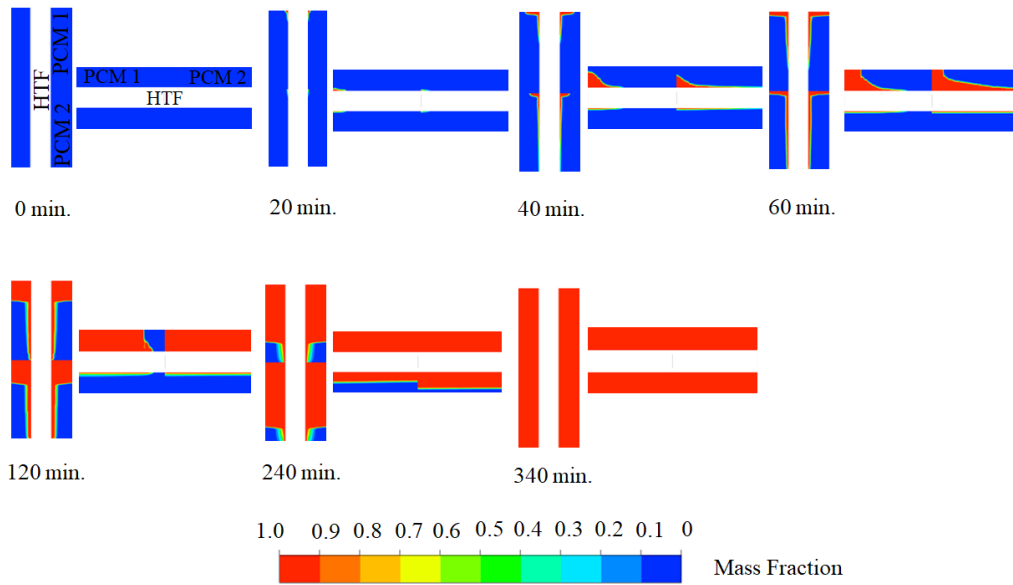 PCM 1
HTF
PCM 2
PCM 1 PCM 2
HTF
0 min.
20 min.
40 min.
60 min.
120 min.
240 min.
340 min.
1.0 0.9 0.8 0.7 0.6 0.5 0.4 0.3 0.2 0.1 0
Mass Fraction